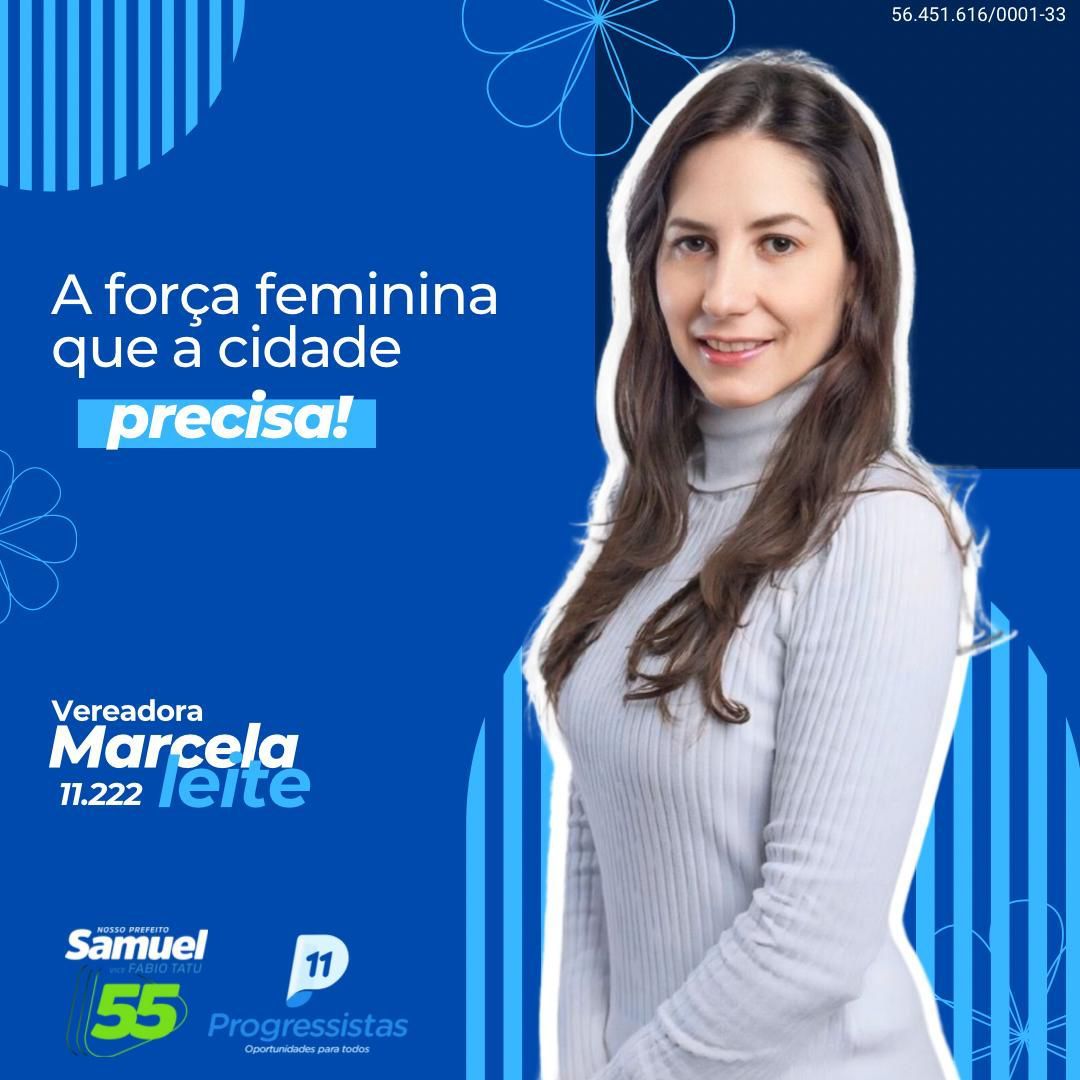 56.451.616/0001-33
A força feminina
que a cidade
precisa!
Vereadora
Marcela
leite
11.222
NOSSO PREFEITO
Samuel
VICE FABIO TATU
55
11
Progressistas
Oportunidades para todos